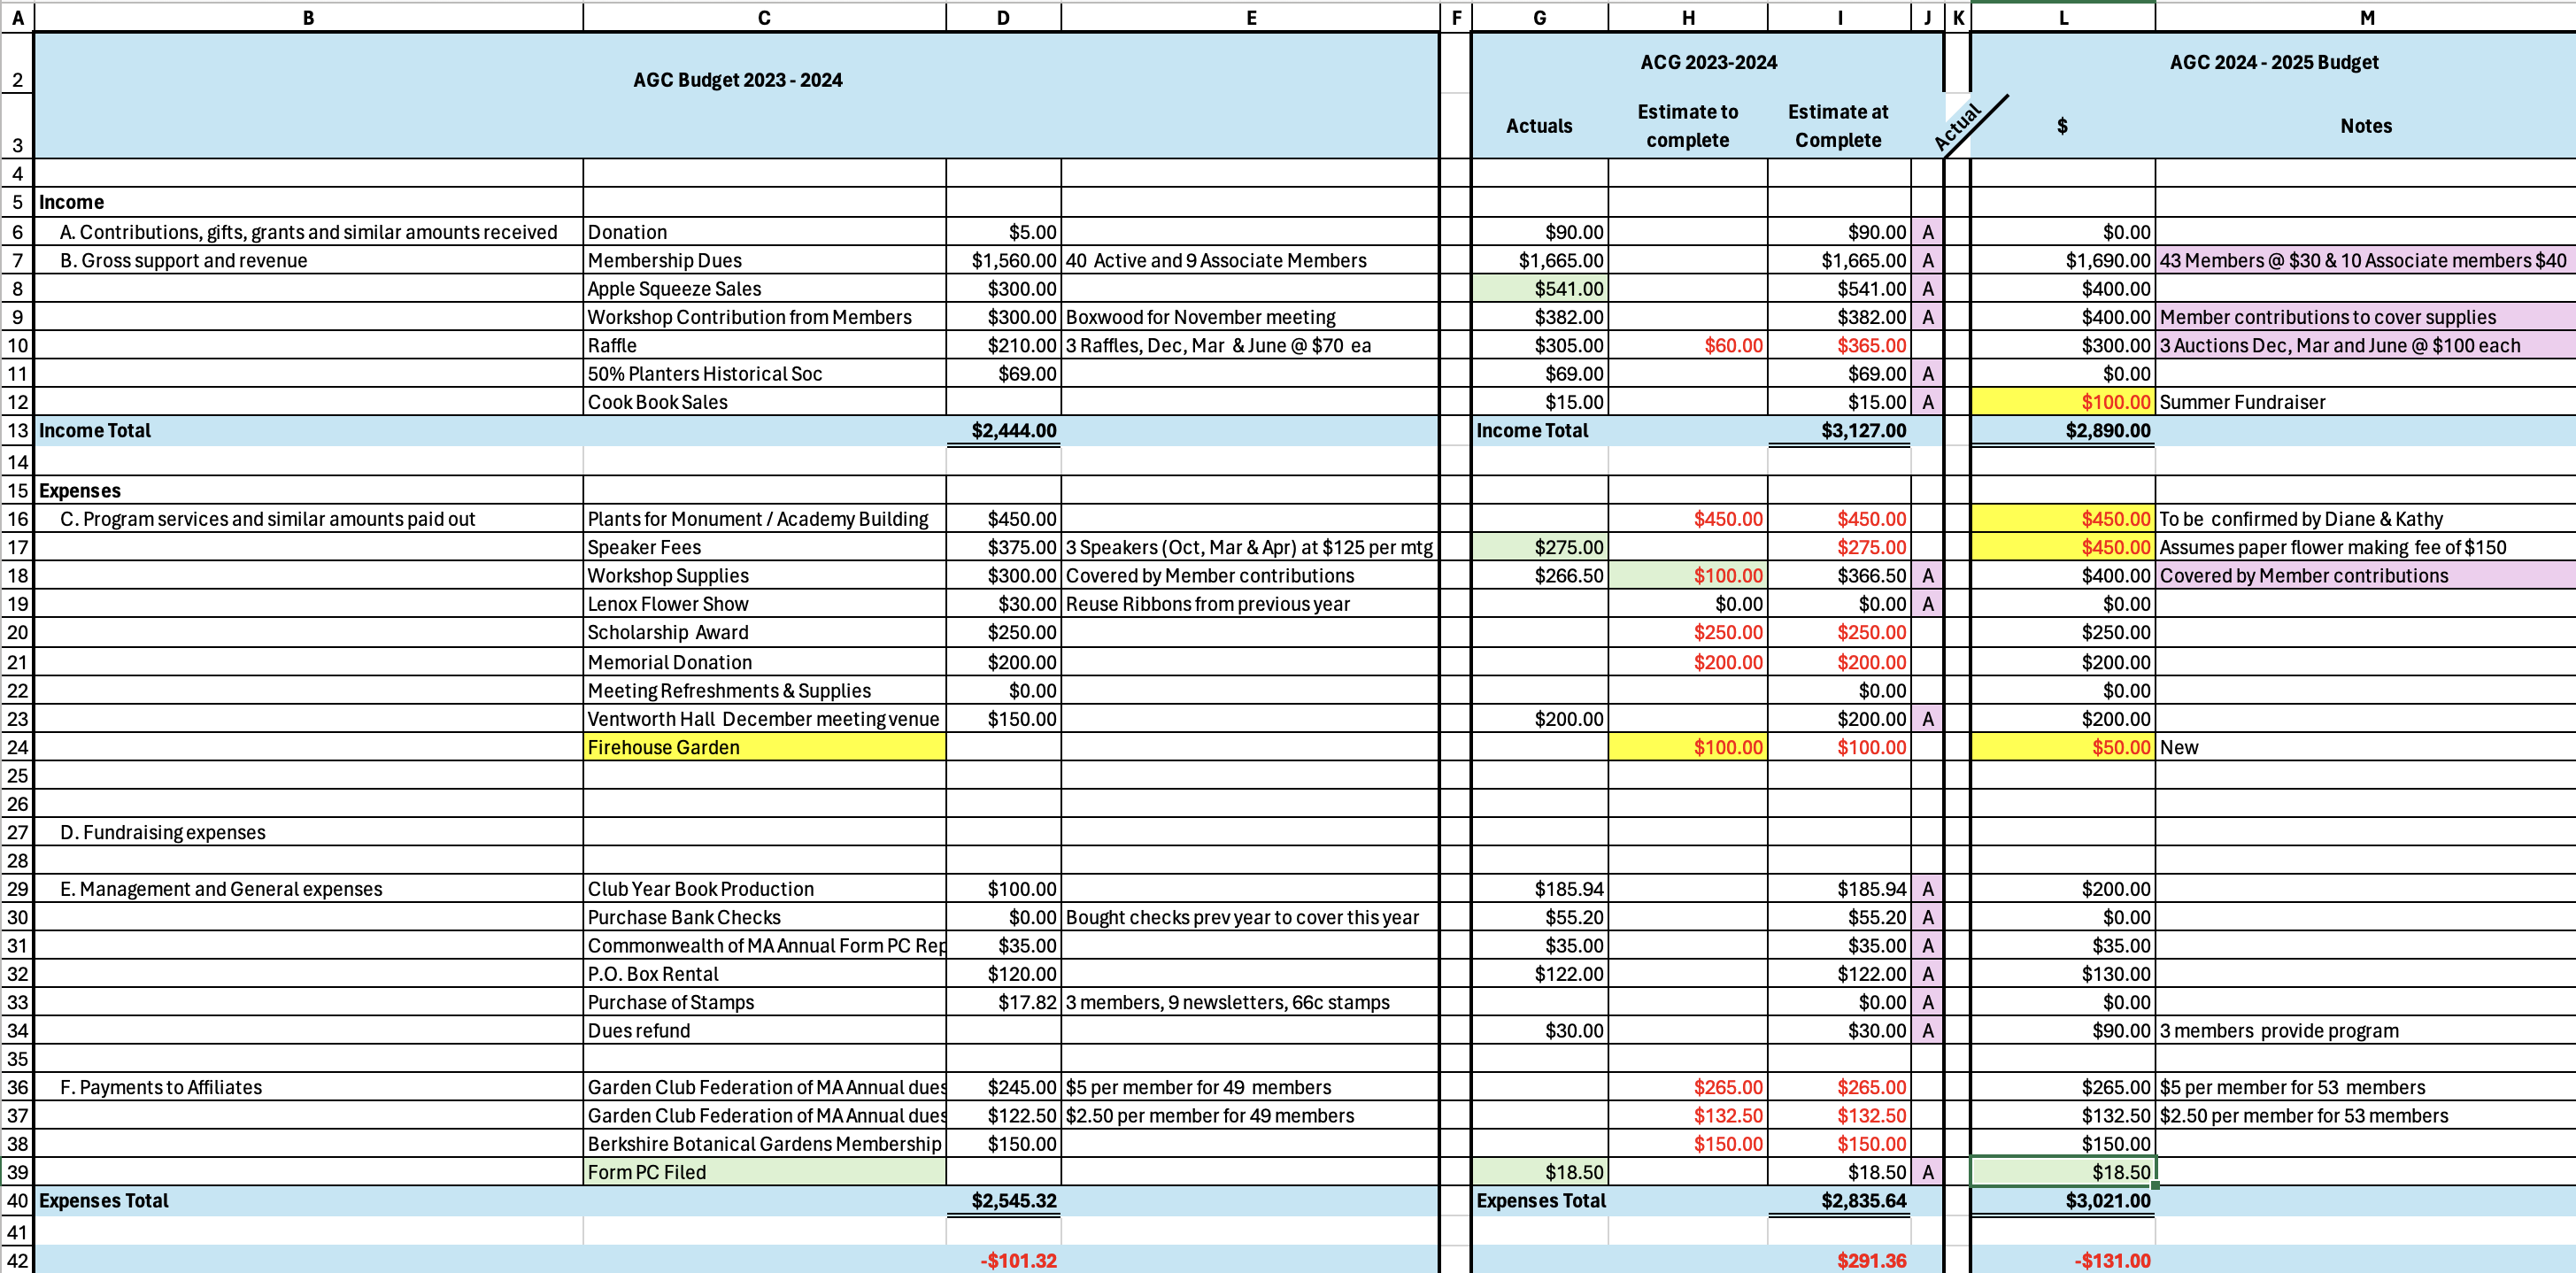 A B C D E F G H I J K L M
2 AGC Budget 2023 - 2024 ACG 2023-2024 AGC 2024 - 2025 Budget
3 Actuals Estimate to complete Estimate at Complete Actual $ Notes
4
5 Income
6 A. Contributions, gifts, grants and similar amounts received Donation $5.00 $90.00 $90.00 A $0.00
7 B. Gross support and revenue Membership Dues $1,560.00 40 Active and 9 Associate Members $1,665.00 $1,665.00 A $1,690.00 43 Members @ $30 & 10 Associate members $40
8 Apple Squeeze Sales $300.00 $541.00 $541.00 A $400.00
9 Workshop Contribution from Members $300.00 Boxwood for November meeting $382.00 $382.00 A $400.00 Member contributions to cover supplies
10 Raffle $210.00 3 Raffles, Dec, Mar & June @ $70 ea $305.00 $60.00 $365.00 $300.00 3 Auctions Dec, Mar and June @ $100 each
11 50% Planters Historical Soc $69.00 $69.00 $69.00 A $0.00
12 Cook Book Sales $15.00 $15.00 A $100.00 Summer Fundraiser
13 Income Total $2,444.00 Income Total $3,127.00 $2,890.00
14
15 Expenses
16 C. Program services and similar amounts paid out Plants for Monument / Academy Building $450.00 $450.00 $450.00 $450.00 To be confirmed by Diane & Kathy
17 Speaker Fees $375.00 3 Speakers (Oct, Mar & Apr) at $125 per mtg $275.00 $275.00 $450.00 Assumes paper flower making fee of $150
18 Workshop Supplies $300.00 Covered by Member contributions $266.50 $100.00 $366.50 A $400.00 Covered by Member contributions
19 Lenox Flower Show $30.00 Reuse Ribbons from previous year $0.00 $0.00 A $0.00
20 Scholarship Award $250.00 $250.00 $250.00 $250.00
21 Memorial Donation $200.00 $200.00 $200.00 $200.00
22 Meeting Refreshments & Supplies $0.00 $0.00 $0.00
23 Ventworth Hall December meeting venue $150.00 $200.00 $200.00 A $200.00
24 Firehouse Garden $100.00 $100.00 $50.00 New
25
26
27 D. Fundraising expenses
28
29 E. Management and General expenses Club Year Book Production $100.00 $185.94 $185.94 A $200.00
30 Purchase Bank Checks $0.00 Bought checks prev year to cover this year $55.20 $55.20 A $0.00
31 Commonwealth of MA Annual Form PC Rep $35.00 $35.00 $35.00 A $35.00
32 P.O. Box Rental $120.00 $122.00 $122.00 A $130.00
33 Purchase of Stamps $17.82 3 members, 9 newsletters, 66c stamps $0.00 A $0.00
34 Dues refund $30.00 $30.00 A $90.00 3 members provide program
35
36 F. Payments to Affiliates Garden Club Federation of MA Annual dues $245.00 $5 per member for 49 members $265.00 $265.00 $265.00 $5 per member for 53 members
37 Garden Club Federation of MA Annual dues $122.50 $2.50 per member for 49 members $132.50 $132.50 $132.50 $2.50 per member for 53 members
38 Berkshire Botanical Gardens Membership $150.00 $150.00 $150.00 $150.00
39 Form PC Filed $18.50 $18.50 A $18.50
40 Expenses Total $2,545.32 Expenses Total $2,835.64 $3,021.00
41
42 -$101.32 $291.36 -$131.00